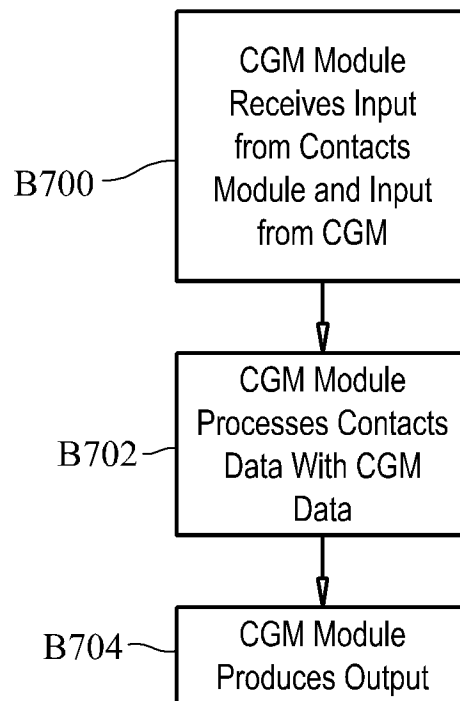 CGM Module
Receives Input
from Contacts
Module and Input
from CGM
B700
CGM Module
Processes Contacts
Data With CGM
Data
B702
CGM Module
Produces Output
B704